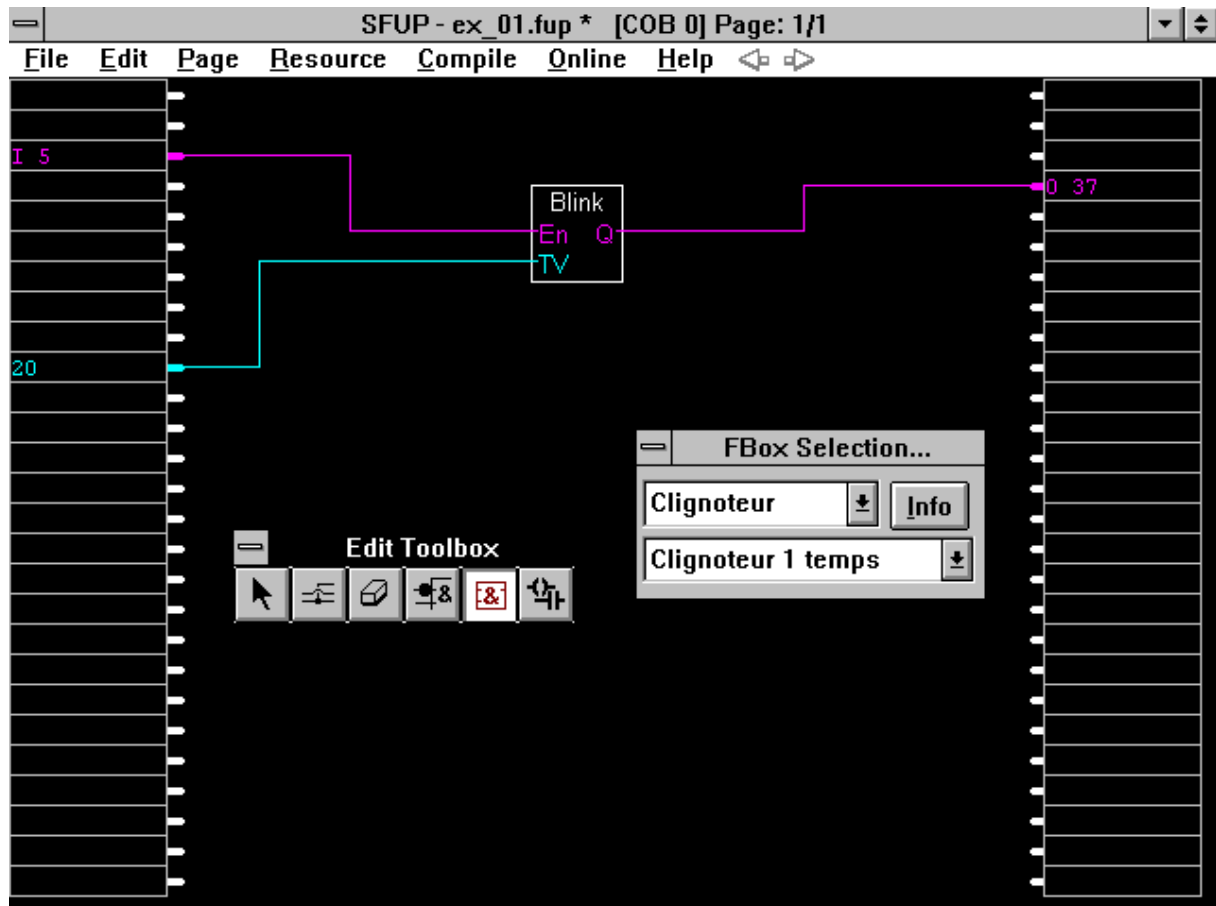 SFUP - ex_01.fup * [COB 0] Page: 1/1
File Edit Page Resource Compile Online Help
I 5
O 37
Blink
En Q
TV
20
FBox Selection...
Clignoteur Info
Clignoteur 1 temps
Edit Toolbox
& &